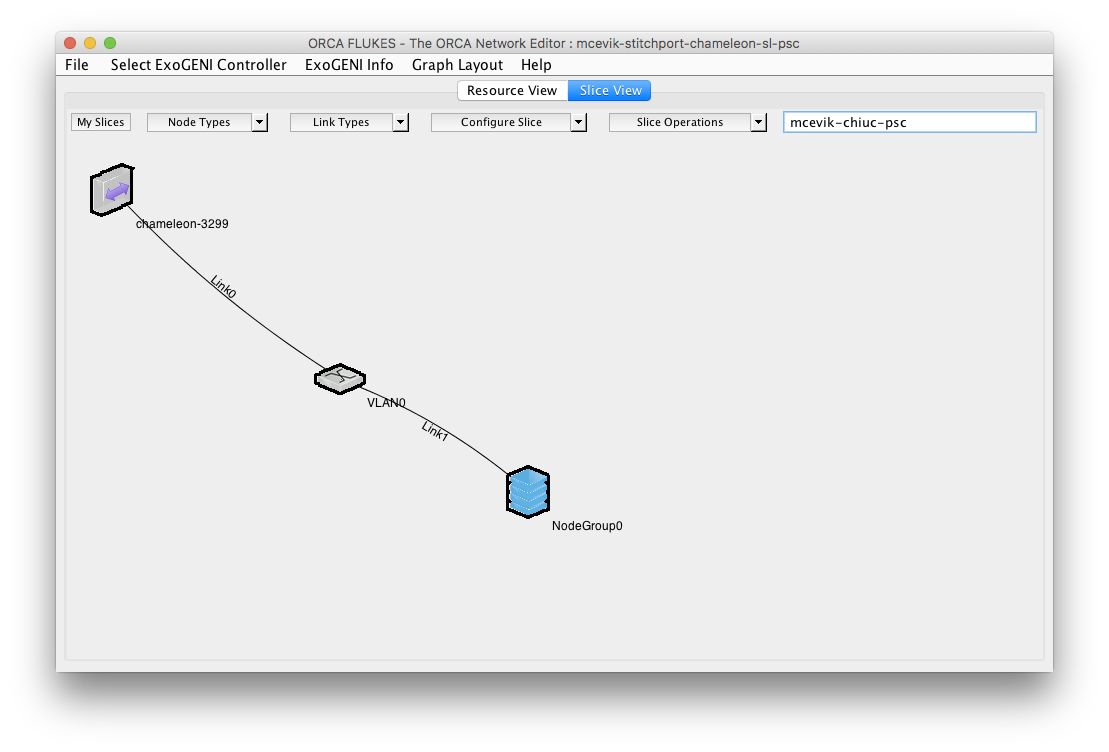 ORCA FLUKES - The ORCA Network Editor : mcevik-stitchport-chameleon-sl-psc
File Select ExoGENI Controller ExoGENI Info Graph Layout Help
Resource View Slice View
My Slices Node Types Link Types Configure Slice Slice Operations mcevik-chiuc-psc
chameleon-3299
Link0
VLAN0
Link1
NodeGroup0